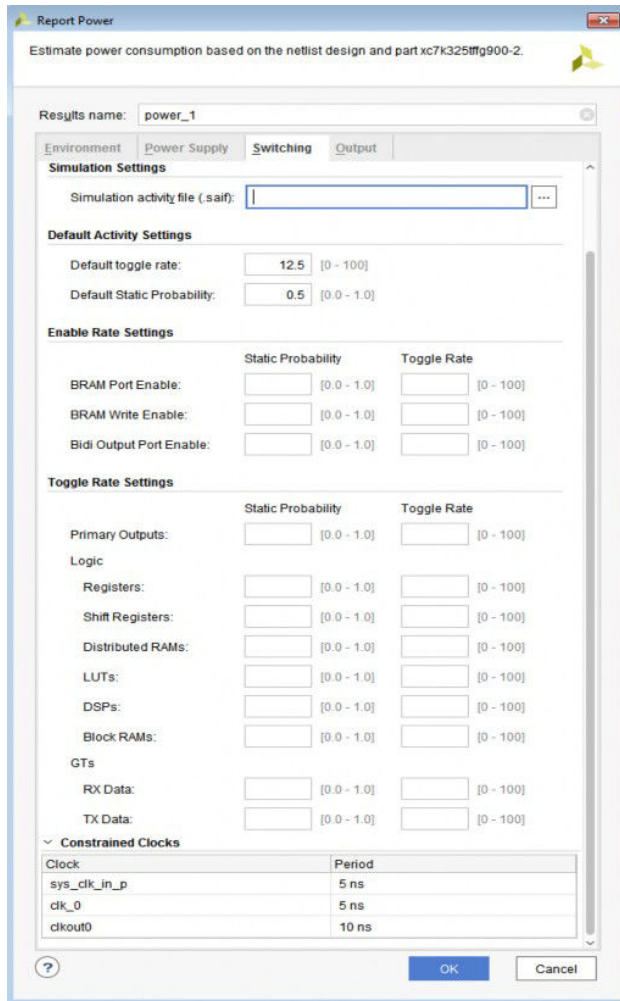 Report Power
Estimate power consumption based on the netlist design and part xc7k325tffg900-2.
Results name: power_1
Environment Power Supply Switching Output
Simulation Settings
Simulation activity file (.saif): ...
Default Activity Settings
Default toggle rate: 12.5 [0 - 100]
Default Static Probability: 0.5 [0.0 - 1.0]
Enable Rate Settings
Static Probability Toggle Rate
BRAM Port Enable: [0.0 - 1.0] [0 - 100]
BRAM Write Enable: [0.0 - 1.0] [0 - 100]
Bidi Output Port Enable: [0.0 - 1.0] [0 - 100]
Toggle Rate Settings
Static Probability Toggle Rate
Primary Outputs: [0.0 - 1.0] [0 - 100]
Logic
Registers: [0.0 - 1.0] [0 - 100]
Shift Registers: [0.0 - 1.0] [0 - 100]
Distributed RAMs: [0.0 - 1.0] [0 - 100]
LUTs: [0.0 - 1.0] [0 - 100]
DSPs: [0.0 - 1.0] [0 - 100]
Block RAMs: [0.0 - 1.0] [0 - 100]
GTs
RX Data: [0.0 - 1.0] [0 - 100]
TX Data: [0.0 - 1.0] [0 - 100]
Constrained Clocks
Clock Period
sys_clk_in_p 5 ns
clk_0 5 ns
clkout0 10 ns
? OK Cancel